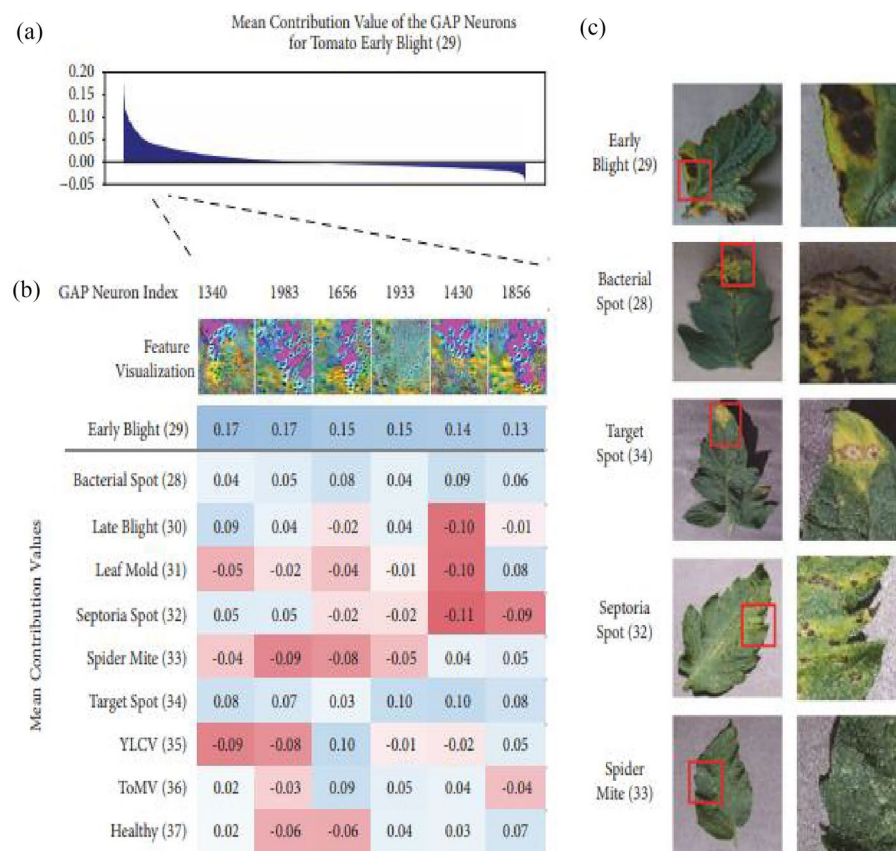 (a)
Mean Contribution Value of the GAP Neurons
for Tomato Early Blight (29)
0.20
0.15
0.10
0.05
0.00
−0.05
(b)
GAP Neuron Index 1340 1983 1656 1933 1430 1856
Feature
Visualization
Mean Contribution Values
Early Blight (29) 0.17 0.17 0.15 0.15 0.14 0.13
Bacterial Spot (28) 0.04 0.05 0.08 0.04 0.09 0.06
Late Blight (30) 0.09 0.04 -0.02 0.04 -0.10 -0.01
Leaf Mold (31) -0.05 -0.02 -0.04 -0.01 -0.10 0.08
Septoria Spot (32) 0.05 0.05 -0.02 -0.02 -0.11 -0.09
Spider Mite (33) -0.04 -0.09 -0.08 -0.05 0.04 0.05
Target Spot (34) 0.08 0.07 0.03 0.10 0.10 0.08
YLCV (35) -0.09 -0.08 0.10 -0.01 -0.02 0.05
ToMV (36) 0.02 -0.03 0.09 0.05 0.04 -0.04
Healthy (37) 0.02 -0.06 -0.06 0.04 0.03 0.07
(c)
Early
Blight (29)
Bacterial
Spot (28)
Target
Spot (34)
Septoria
Spot (32)
Spider
Mite (33)